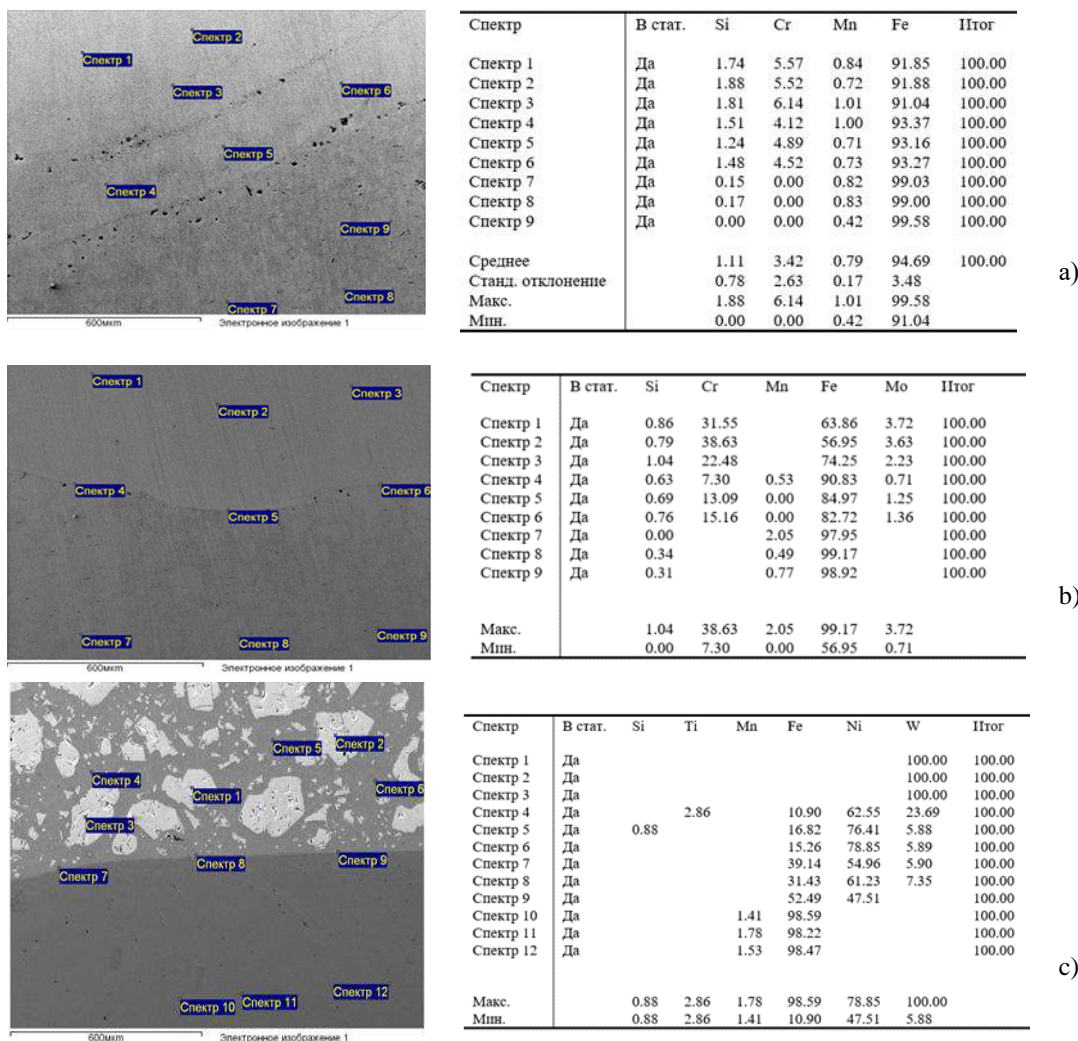 Спектр 2
Спектр 1
Спектр 3
Спектр 6
Спектр 5
Спектр 4
Спектр 9
Спектр 8
Спектр 7
600мкm Электронное изображение 1
Спектр В стат. Si Cr Mn Fe Итог
Спектр 1 Да 1.74 5.57 0.84 91.85 100.00
Спектр 2 Да 1.88 5.52 0.72 91.88 100.00
Спектр 3 Да 1.81 6.14 1.01 91.04 100.00
Спектр 4 Да 1.51 4.12 1.00 93.37 100.00
Спектр 5 Да 1.24 4.89 0.71 93.16 100.00
Спектр 6 Да 1.48 4.52 0.73 93.27 100.00
Спектр 7 Да 0.15 0.00 0.82 99.03 100.00
Спектр 8 Да 0.17 0.00 0.83 99.00 100.00
Спектр 9 Да 0.00 0.00 0.42 99.58 100.00
Среднее 1.11 3.42 0.79 94.69 100.00
Станд. отклонение 0.78 2.63 0.17 3.48
Макс. 1.88 6.14 1.01 99.58
Мин. 0.00 0.00 0.42 91.04
a)
Спектр 1
Спектр 3
Спектр 2
Спектр 4
Спектр 6
Спектр 5
Спектр 9
Спектр 7
Спектр 8
600мкm Электронное изображение 1
Спектр В стат. Si Cr Mn Fe Mo Итог
Спектр 1 Да 0.86 31.55 63.86 3.72 100.00
Спектр 2 Да 0.79 38.63 56.95 3.63 100.00
Спектр 3 Да 1.04 22.48 74.25 2.23 100.00
Спектр 4 Да 0.63 7.30 0.53 90.83 0.71 100.00
Спектр 5 Да 0.69 13.09 0.00 84.97 1.25 100.00
Спектр 6 Да 0.76 15.16 0.00 82.72 1.36 100.00
Спектр 7 Да 0.00 2.05 97.95 100.00
Спектр 8 Да 0.34 0.49 99.17 100.00
Спектр 9 Да 0.31 0.77 98.92 100.00
Макс. 1.04 38.63 2.05 99.17 3.72
Мин. 0.00 7.30 0.00 56.95 0.71
b)
Спектр 2
Спектр 5
Спектр 4
Спектр 6
Спектр 1
Спектр 3
Спектр 9
Спектр 8
Спектр 7
Спектр 12
Спектр 11
Спектр 10
600мкm Электронное изображение 1
Спектр В стат. Si Ti Mn Fe Ni W Итог
Спектр 1 Да 100.00 100.00
Спектр 2 Да 100.00 100.00
Спектр 3 Да 100.00 100.00
Спектр 4 Да 2.86 10.90 62.55 23.69 100.00
Спектр 5 Да 0.88 16.82 76.41 5.88 100.00
Спектр 6 Да 15.26 78.85 5.89 100.00
Спектр 7 Да 39.14 54.96 5.90 100.00
Спектр 8 Да 31.43 61.23 7.35 100.00
Спектр 9 Да 52.49 47.51 100.00
Спектр 10 Да 1.41 98.59 100.00
Спектр 11 Да 1.78 98.22 100.00
Спектр 12 Да 1.53 98.47 100.00
Макс. 0.88 2.86 1.78 98.59 78.85 100.00
Мин. 0.88 2.86 1.41 10.90 47.51 5.88
c)